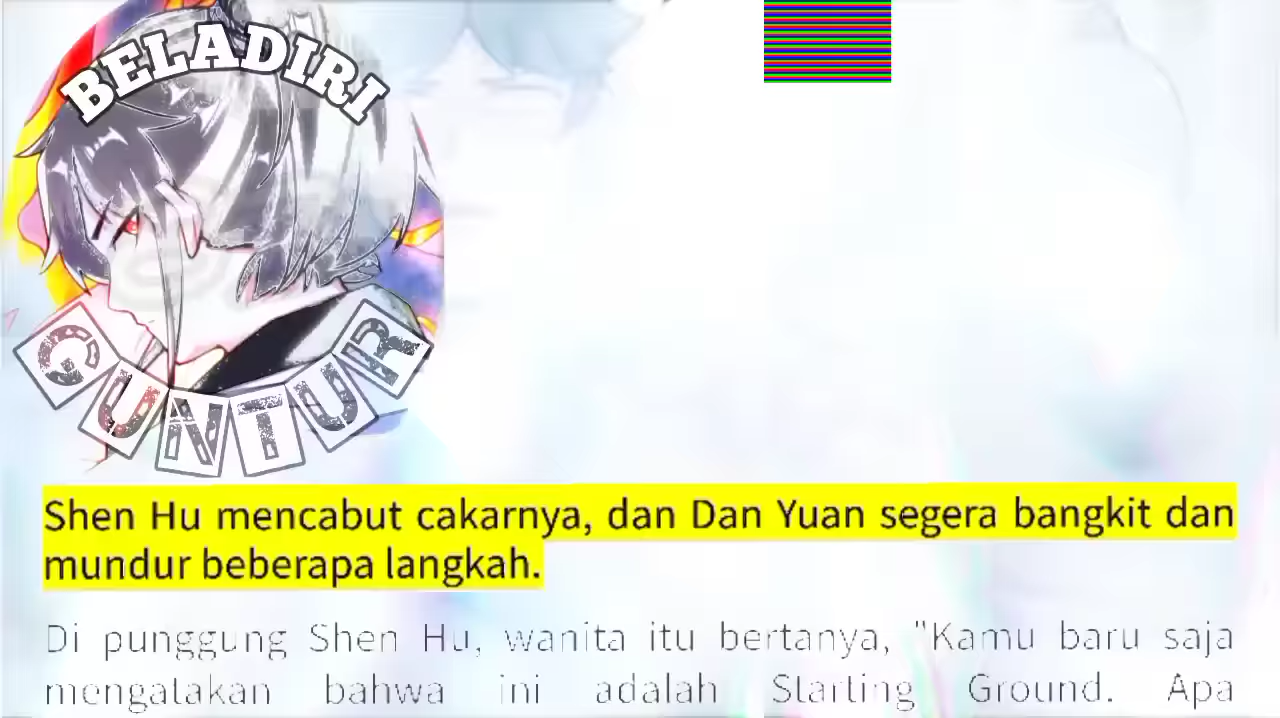 BELADIRI
GUNTUR
Shen Hu mencabut cakarnya, dan Dan Yuan segera bangkit dan
mundur beberapa langkah.
Di punggung Shen Hu, wanita itu bertanya, "Kamu baru saja
mengatakan bahwa ini adalah Starting Ground. Apa